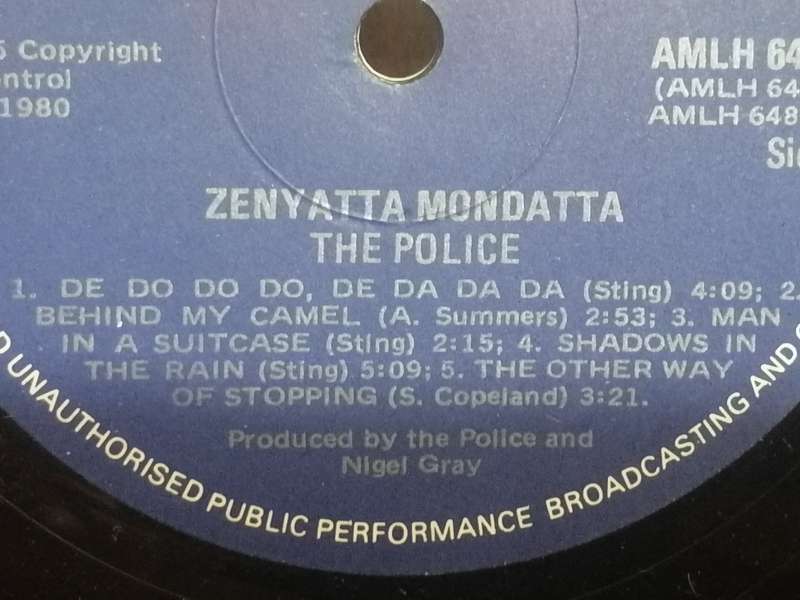 Copyright
ntrol
1980
AMLH 64
(AMLH 64
AMLH 648
Si
ZENYATTA MONDATTA
THE POLICE
1. DE DO DO DO, DE DA DA DA (Sting) 4:09; 2.
BEHIND MY CAMEL (A. Summers) 2:53; 3. MAN
IN A SUITCASE (Sting) 2:15; 4. SHADOWS IN
THE RAIN (Sting) 5:09; 5. THE OTHER WAY
OF STOPPING (S. Copeland) 3:21.
Produced by the Police and
Nigel Gray
D UNAUTHORISED PUBLIC PERFORMANCE BROADCASTING AND